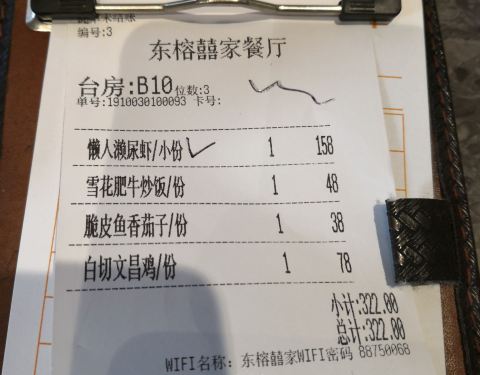 编号:3
东榕囍家餐厅
台房:B10 位数:3
单号:1910030100093 卡号:
懒人濑尿虾/小份 1 158
雪花肥牛炒饭/份 1 48
脆皮鱼香茄子/份 1 38
白切文昌鸡/份 1 78
小计:322.00
总计:322.00
WIFI名称: 东榕囍家WIFI密码 88750068